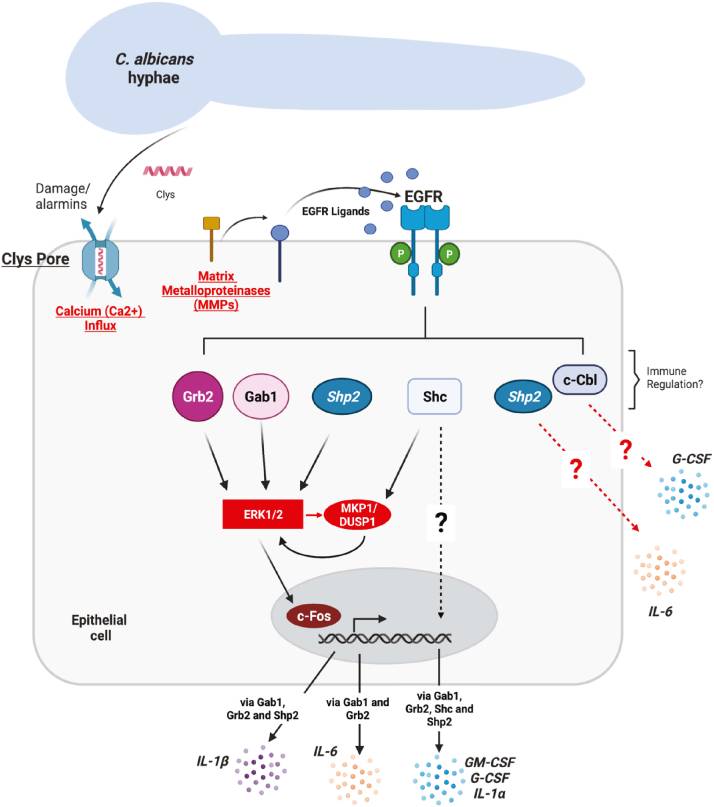 C. albicans
hyphae
Damage/
alarmins
Clys
Clys Pore
Calcium (Ca2+)
Influx
Matrix
Metalloproteinases
(MMPs)
EGFR Ligands
EGFR
P
P
Grb2
Gab1
Shp2
Shc
Shp2
c-Cbl
Immune
Regulation?
?
?
?
G-CSF
IL-6
ERK1/2
MKP1/
DUSP1
c-Fos
Epithelial
cell
via Gab1,
Grb2 and Shp2
via Gab1 and
Grb2
via Gab1,
Grb2, Shc and
Shp2
IL-1β
IL-6
GM-CSF
G-CSF
IL-1α